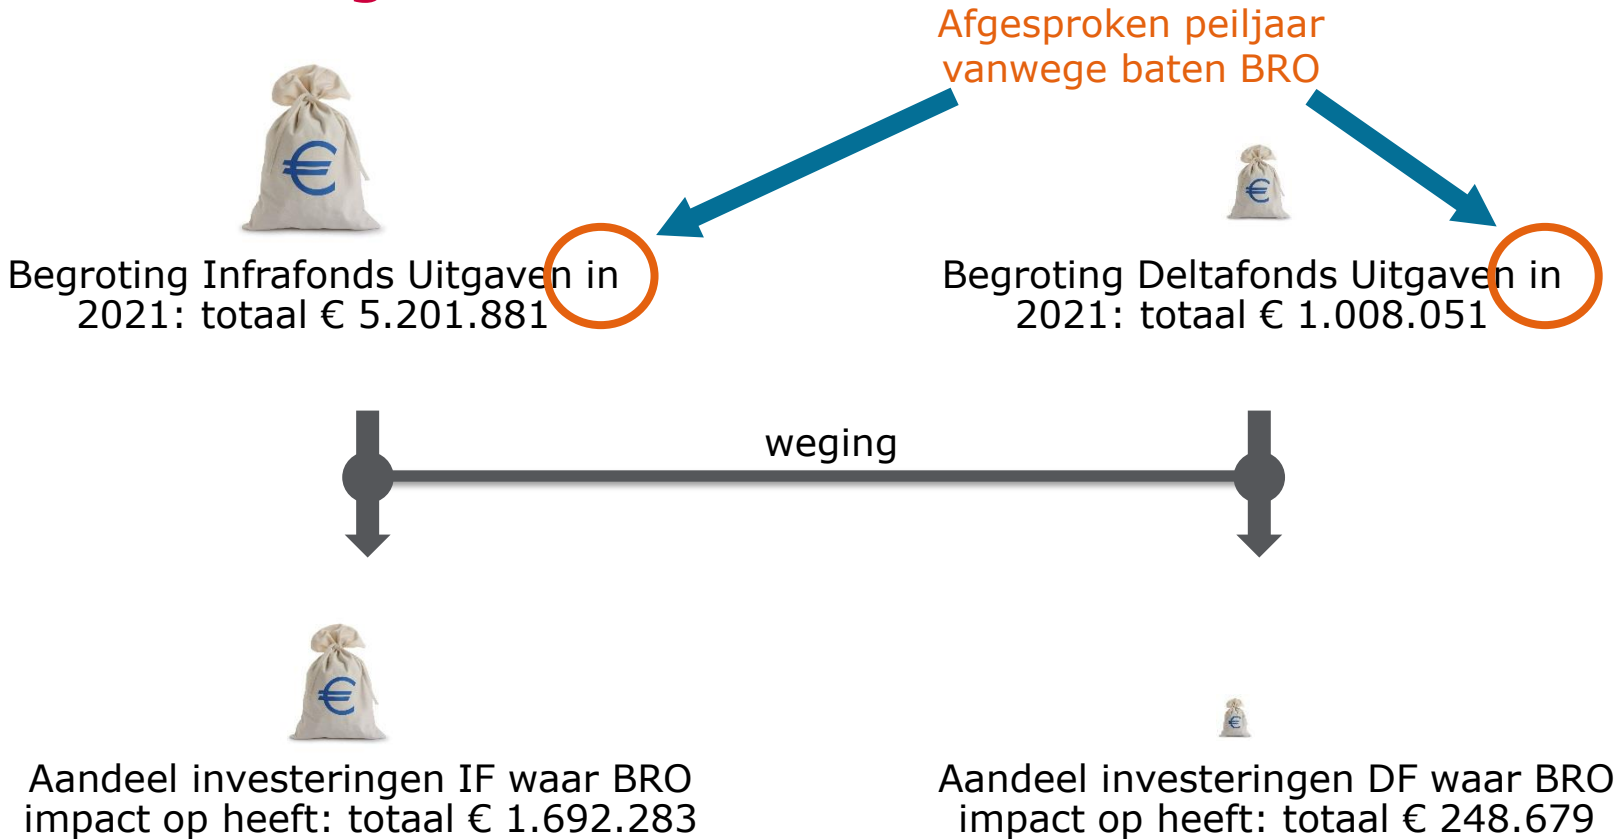 Afgesproken peiljaar
vanwege baten BRO
Begroting Infrafonds Uitgaven in
2021: totaal € 5.201.881
Begroting Deltafonds Uitgaven in
2021: totaal € 1.008.051
weging
Aandeel investeringen IF waar BRO
impact op heeft: totaal € 1.692.283
Aandeel investeringen DF waar BRO
impact op heeft: totaal € 248.679